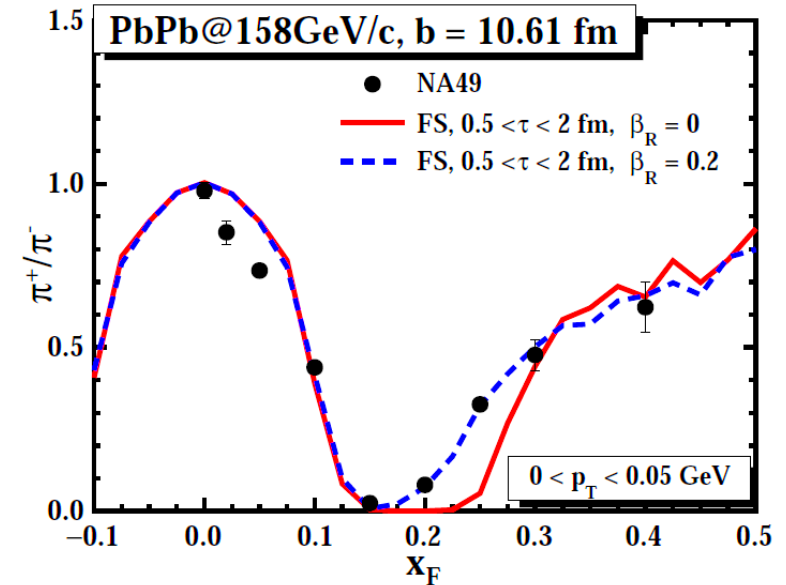 PbPb@158GeV/c, b = 10.61 fm
NA49
FS, 0.5 <τ < 2 fm, β_R = 0
FS, 0.5 <τ < 2 fm, β_R = 0.2
π⁺/π⁻
1.5
1.0
0.5
0.0
0 < p_T < 0.05 GeV
−0.1 0.0 0.1 0.2 0.3 0.4 0.5
x_F